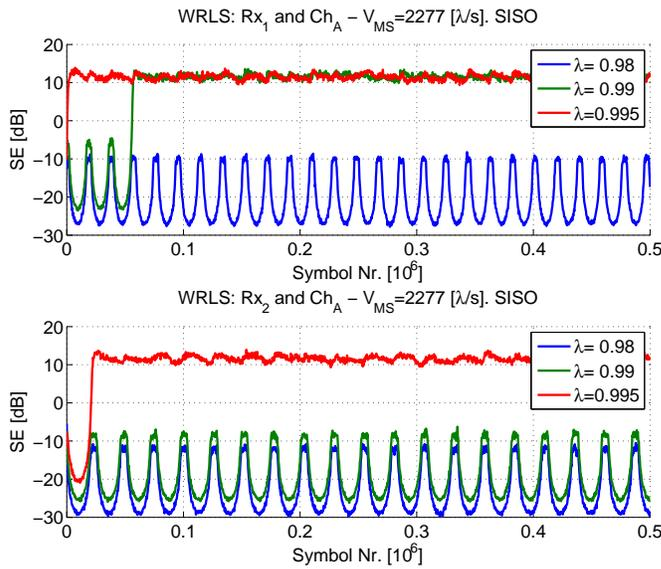 WRLS: Rx1 and ChA − VMS=2277 [λ/s]. SISO
20
10
0
−10
−20
−30
SE [dB]
λ= 0.98
λ= 0.99
λ=0.995
0 0.1 0.2 0.3 0.4 0.5
Symbol Nr. [10^6]
WRLS: Rx2 and ChA − VMS=2277 [λ/s]. SISO
20
10
0
−10
−20
−30
SE [dB]
λ= 0.98
λ= 0.99
λ=0.995
0 0.1 0.2 0.3 0.4 0.5
Symbol Nr. [10^6]